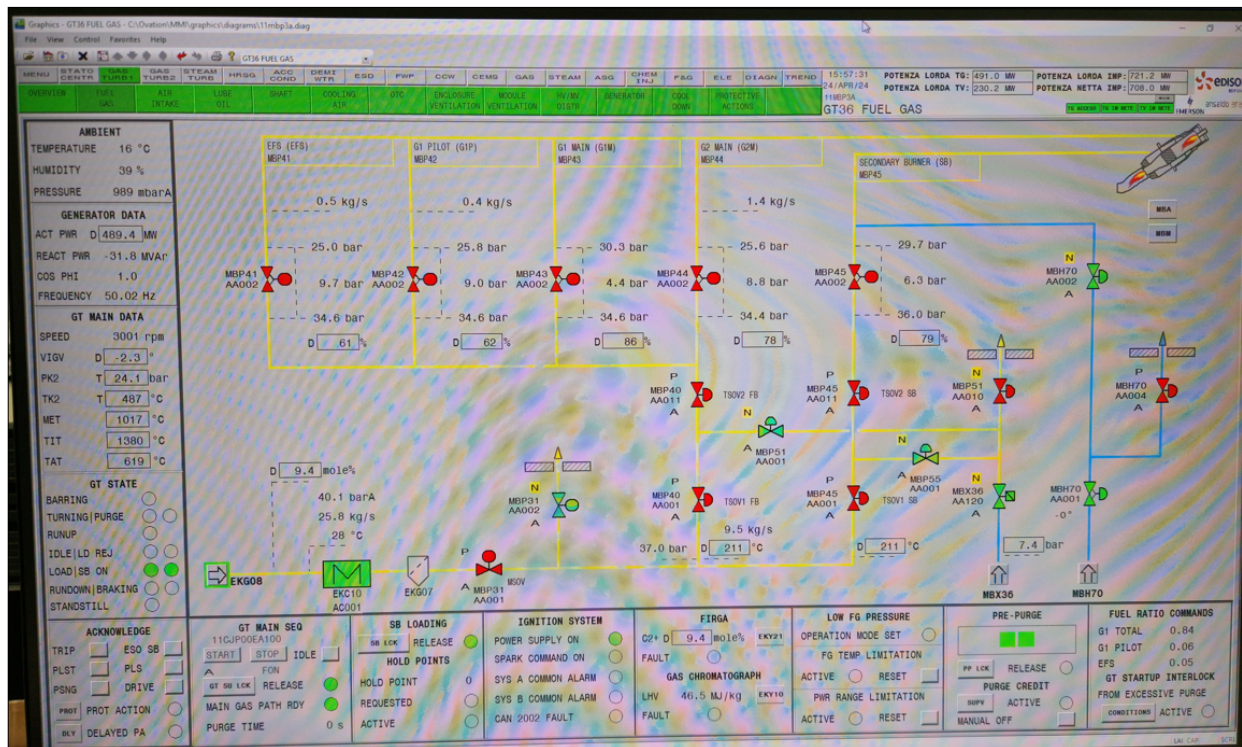 Graphics - GT36 FUEL GAS - C:\Ovation\MMI\graphics\diagrams\11mbp3a.diag
File View Control Favorites Help
GT36 FUEL GAS
MENU STATO CENTR GAS TURB1 GAS TURB2 STEAM TURB HRSG ACC COND DEMI WTR ESD PWP CCW CEMS GAS STEAM ASG CHEM INJ F&G ELE DIAGN TREND
15:57:31
24/APR/24
11MBP3A
GT36 FUEL GAS
POTENZA LORDA TG: 491.0 MW POTENZA LORDA IMP: 721.2 MW
POTENZA LORDA TV: 230.2 MW POTENZA NETTA IMP: 708.0 MW
EDISON
EMERSON
OVERVIEW FUEL GAS AIR INTAKE LUBE OIL SHAFT COOLING AIR OTC ENCLOSURE VENTILATION MODULE VENTILATION HV/MV DISTR GENERATOR COOL DOWN PROTECTIVE ACTIONS
AMBIENT
TEMPERATURE 16 °C
HUMIDITY 39 %
PRESSURE 989 mbarA
GENERATOR DATA
ACT PWR D 489.4 MW
REACT PWR -31.8 MVAr
COS PHI 1.0
FREQUENCY 50.02 HZ
GT MAIN DATA
SPEED 3001 rpm
VIGV D -2.3 °
PK2 T 24.1 bar
TK2 T 487 °C
MET 1017 °C
TIT 1380 °C
TAT 619 °C
GT STATE
BARRING
TURNING|PURGE
RUNUP
IDLE|LD REJ
LOAD|SB ON
RUNDOWN|BRAKING
STANDSTILL
EFS (EFS)
MBP41
0.5 kg/s
25.0 bar
MBP41
AA002
9.7 bar
34.6 bar
D 61 %
G1 PILOT (G1P)
MBP42
0.4 kg/s
25.8 bar
MBP42
AA002
9.0 bar
34.6 bar
D 62 %
G1 MAIN (G1M)
MBP43
30.3 bar
MBP43
AA002
4.4 bar
34.6 bar
D 86 %
G2 MAIN (G2M)
MBP44
1.4 kg/s
25.6 bar
MBP44
AA002
8.8 bar
34.4 bar
D 78 %
SECONDARY BURNER (SB)
MBP45
29.7 bar
MBP45
AA002
6.3 bar
36.0 bar
D 79 %
MBA
MBM
N
MBH70
AA002
A
P
MBP40
AA011
A
TSOV2 FB
P
MBP45
AA011
A
TSOV2 SB
N
MBP51
AA010
A
MBH70
AA004
A
N
A MBP51
AA001
N
A MBP55
AA001
MBP40
AA001
A
TSOV1 FB
MBP45
AA001
A
TSOV1 SB
N
MBX36
AA120
A
MBH70
AA001
-0°
D 9.4 mole%
40.1 barA
25.8 kg/s
28 °C
N
MBP31
AA002
A
9.5 kg/s
37.0 bar D 211 °C
D 211 °C
7.4 bar
EKG08
M
EKC10
AC001
EKG07
P
A
MBP31
AA001
MSOV
MBX36
MBH70
ACKNOWLEDGE
TRIP ESO SB
PLST PLS
PSNG DRIVE
PROT PROT ACTION
DLY DELAYED PA
GT MAIN SEQ
11CJP00EA100
START STOP IDLE
A FON
GT SU LCK RELEASE
MAIN GAS PATH RDY
PURGE TIME 0 s
SB LOADING
SB LCK RELEASE
HOLD POINTS
HOLD POINT 0
REQUESTED
ACTIVE
IGNITION SYSTEM
POWER SUPPLY ON
SPARK COMMAND ON
SYS A COMMON ALARM
SYS B COMMON ALARM
CAN 2002 FAULT
FIRGA
C2+ D 9.4 mole% EKY21
FAULT
GAS CHROMATOGRAPH
LHV 46.5 MJ/kg EKY10
FAULT
LOW FG PRESSURE
OPERATION MODE SET
FG TEMP LIMITATION
ACTIVE RESET
PWR RANGE LIMITATION
ACTIVE RESET
PRE-PURGE
PP LCK RELEASE
PURGE CREDIT
SUPV ACTIVE
MANUAL OFF
FUEL RATIO COMMANDS
G1 TOTAL 0.84
G1 PILOT 0.06
EFS 0.05
GT STARTUP INTERLOCK
FROM EXCESSIVE PURGE
CONDITIONS ACTIVE